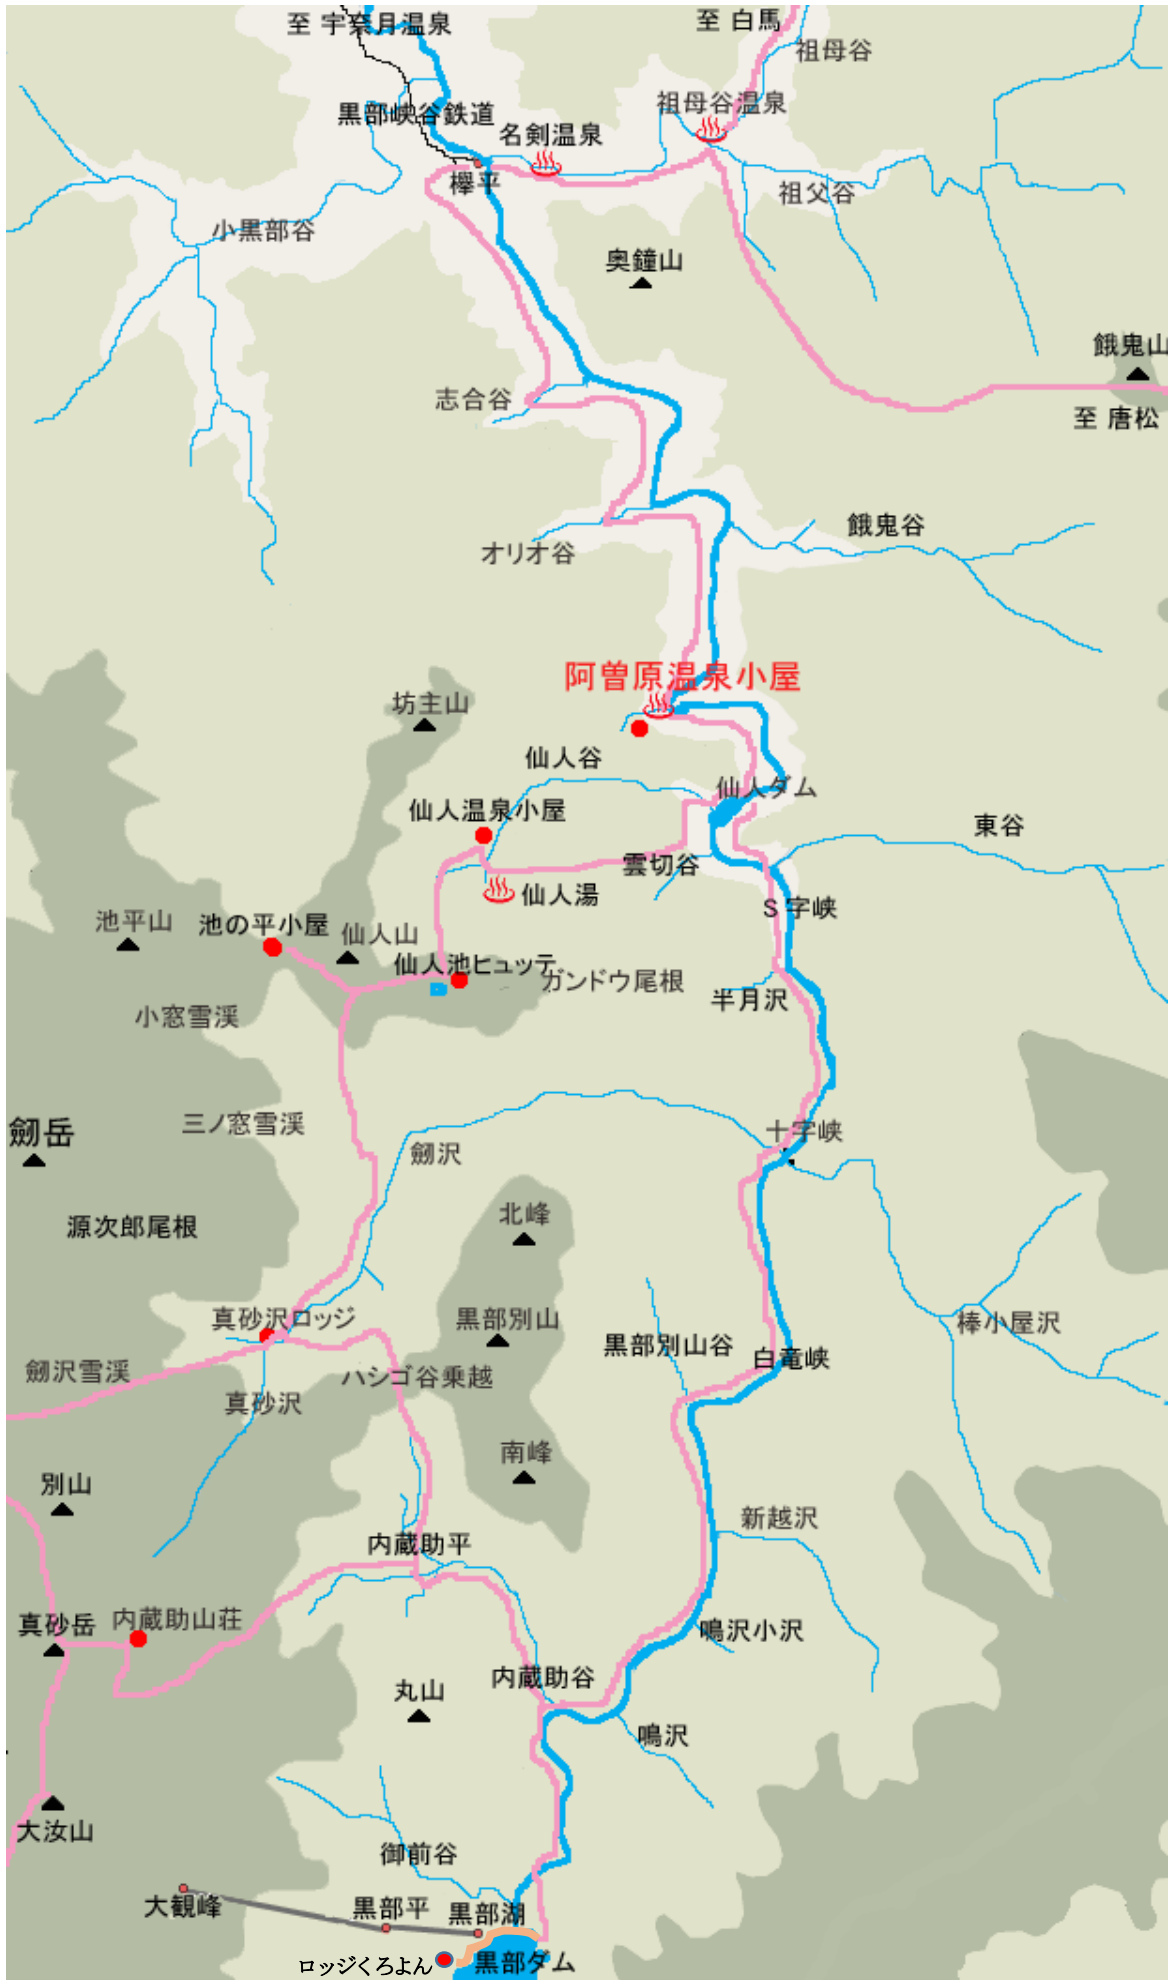 至 宇奈月温泉
至 白馬
祖母谷
祖母谷温泉
黒部峡谷鉄道
名剣温泉
欅平
祖父谷
小黒部谷
奥鐘山
餓鬼山
志合谷
至 唐松
餓鬼谷
オリオ谷
阿曽原温泉小屋
坊主山
仙人谷
仙人ダム
仙人温泉小屋
東谷
雲切谷
仙人湯
S字峡
池平山
池の平小屋
仙人山
仙人池ヒュッテ
ガンドウ尾根
半月沢
小窓雪渓
三ノ窓雪渓
劔岳
十字峡
劔沢
源次郎尾根
北峰
真砂沢ロッジ
黒部別山
棒小屋沢
黒部別山谷
白竜峡
劔沢雪渓
ハシゴ谷乗越
真砂沢
南峰
別山
新越沢
内蔵助平
真砂岳
内蔵助山荘
鳴沢小沢
内蔵助谷
丸山
鳴沢
大汝山
御前谷
大観峰
黒部平
黒部湖
ロッジくろよん
黒部ダム